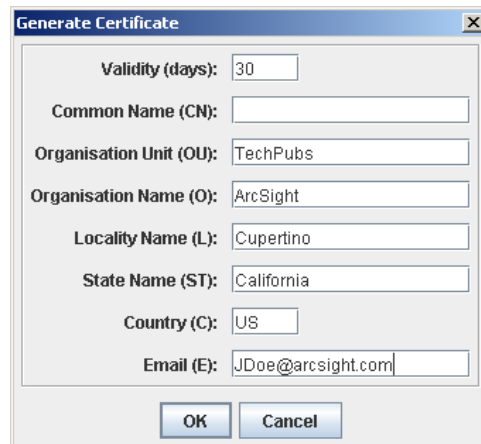 Generate Certificate
Validity (days): 30
Common Name (CN):
Organisation Unit (OU): TechPubs
Organisation Name (O): ArcSight
Locality Name (L): Cupertino
State Name (ST): California
Country (C): US
Email (E): JDoe@arcsight.com
OK Cancel